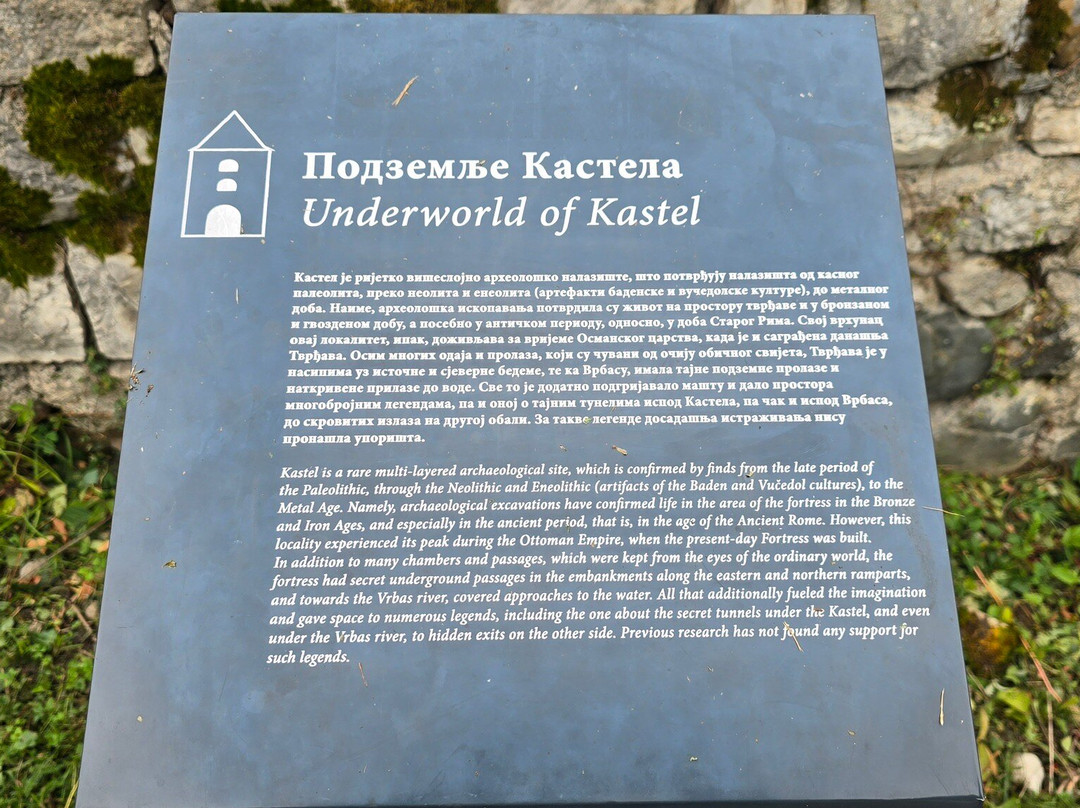 Подземље Кастела
Underworld of Kastel
Кастел је ријетко вишеслојно археолошко налазиште, што потврђују налазишта од касног
палеолита, преко неолита и енеолита (артефакти баденске и вучедолске културе), до металног
доба. Наиме, археолошка ископавања потврдила су живот на простору тврђаве и у бронзаном
и гвозденом добу, а посебно у античком периоду, односно, у доба Старог Рима. Свој врхунац
овај локалитет, ипак, доживљава за вријеме Османског царства, када је и саграђена данашња
Тврђава. Осим многих одаја и пролаза, који су чувани од очију обичног свијета, Тврђава је у
насипима уз источне и сјеверне бедеме, те ка Врбасу, имала тајне подземне пролазе и
наткривене прилазе до воде. Све то је додатно подгријавало машту и дало простора
многобројним легендама, па и оној о тајним тунелима испод Кастела, па чак и испод Врбаса,
до скровитих излаза на другој обали. За такве легенде досадашња истраживања нису
пронашла упоришта.
Kastel is a rare multi-layered archaeological site, which is confirmed by finds from the late period of
the Paleolithic, through the Neolithic and Eneolithic (artifacts of the Baden and Vučedol cultures), to the
Metal Age. Namely, archaeological excavations have confirmed life in the area of the fortress in the Bronze
and Iron Ages, and especially in the ancient period, that is, in the age of the Ancient Rome. However, this
locality experienced its peak during the Ottoman Empire, when the present-day Fortress was built.
In addition to many chambers and passages, which were kept from the eyes of the ordinary world, the
fortress had secret underground passages in the embankments along the eastern and northern ramparts,
and towards the Vrbas river, covered approaches to the water. All that additionally fueled the imagination
and gave space to numerous legends, including the one about the secret tunnels under the Kastel, and even
under the Vrbas river, to hidden exits on the other side. Previous research has not found any support for
such legends.